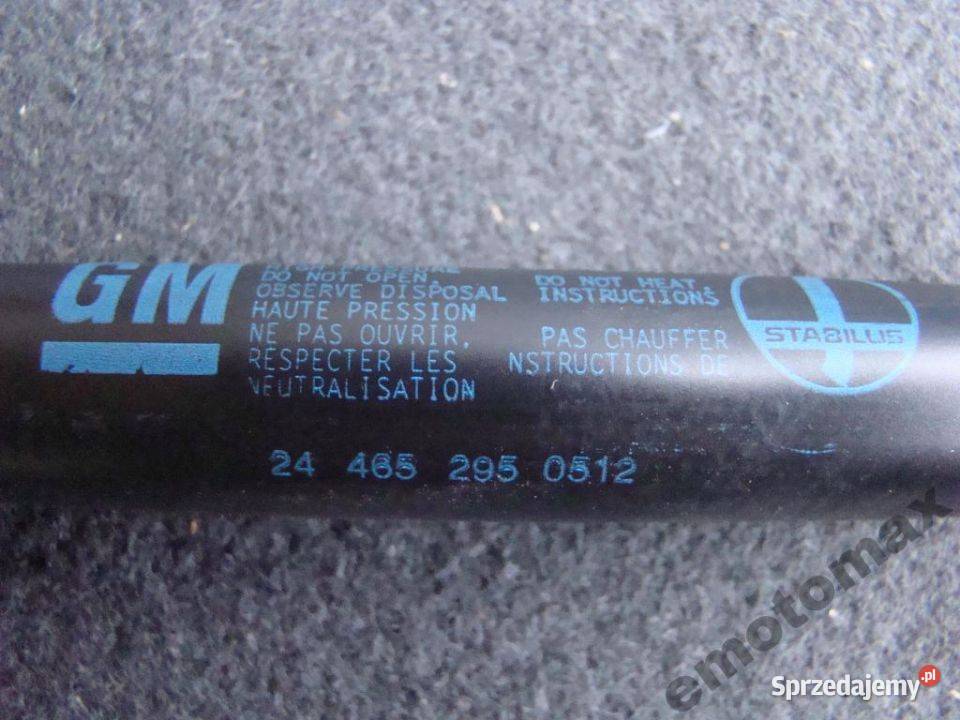 GM
DO NOT OPEN. DO NOT HEAT.
OBSERVE DISPOSAL INSTRUCTIONS
HAUTE PRESSION
NE PAS OUVRIR. PAS CHAUFFER
RESPECTER LES NSTRUCTIONS DE
NEUTRALISATION
STABILUS
24 465 295 0512
emotomax
Sprzedajemy.pl